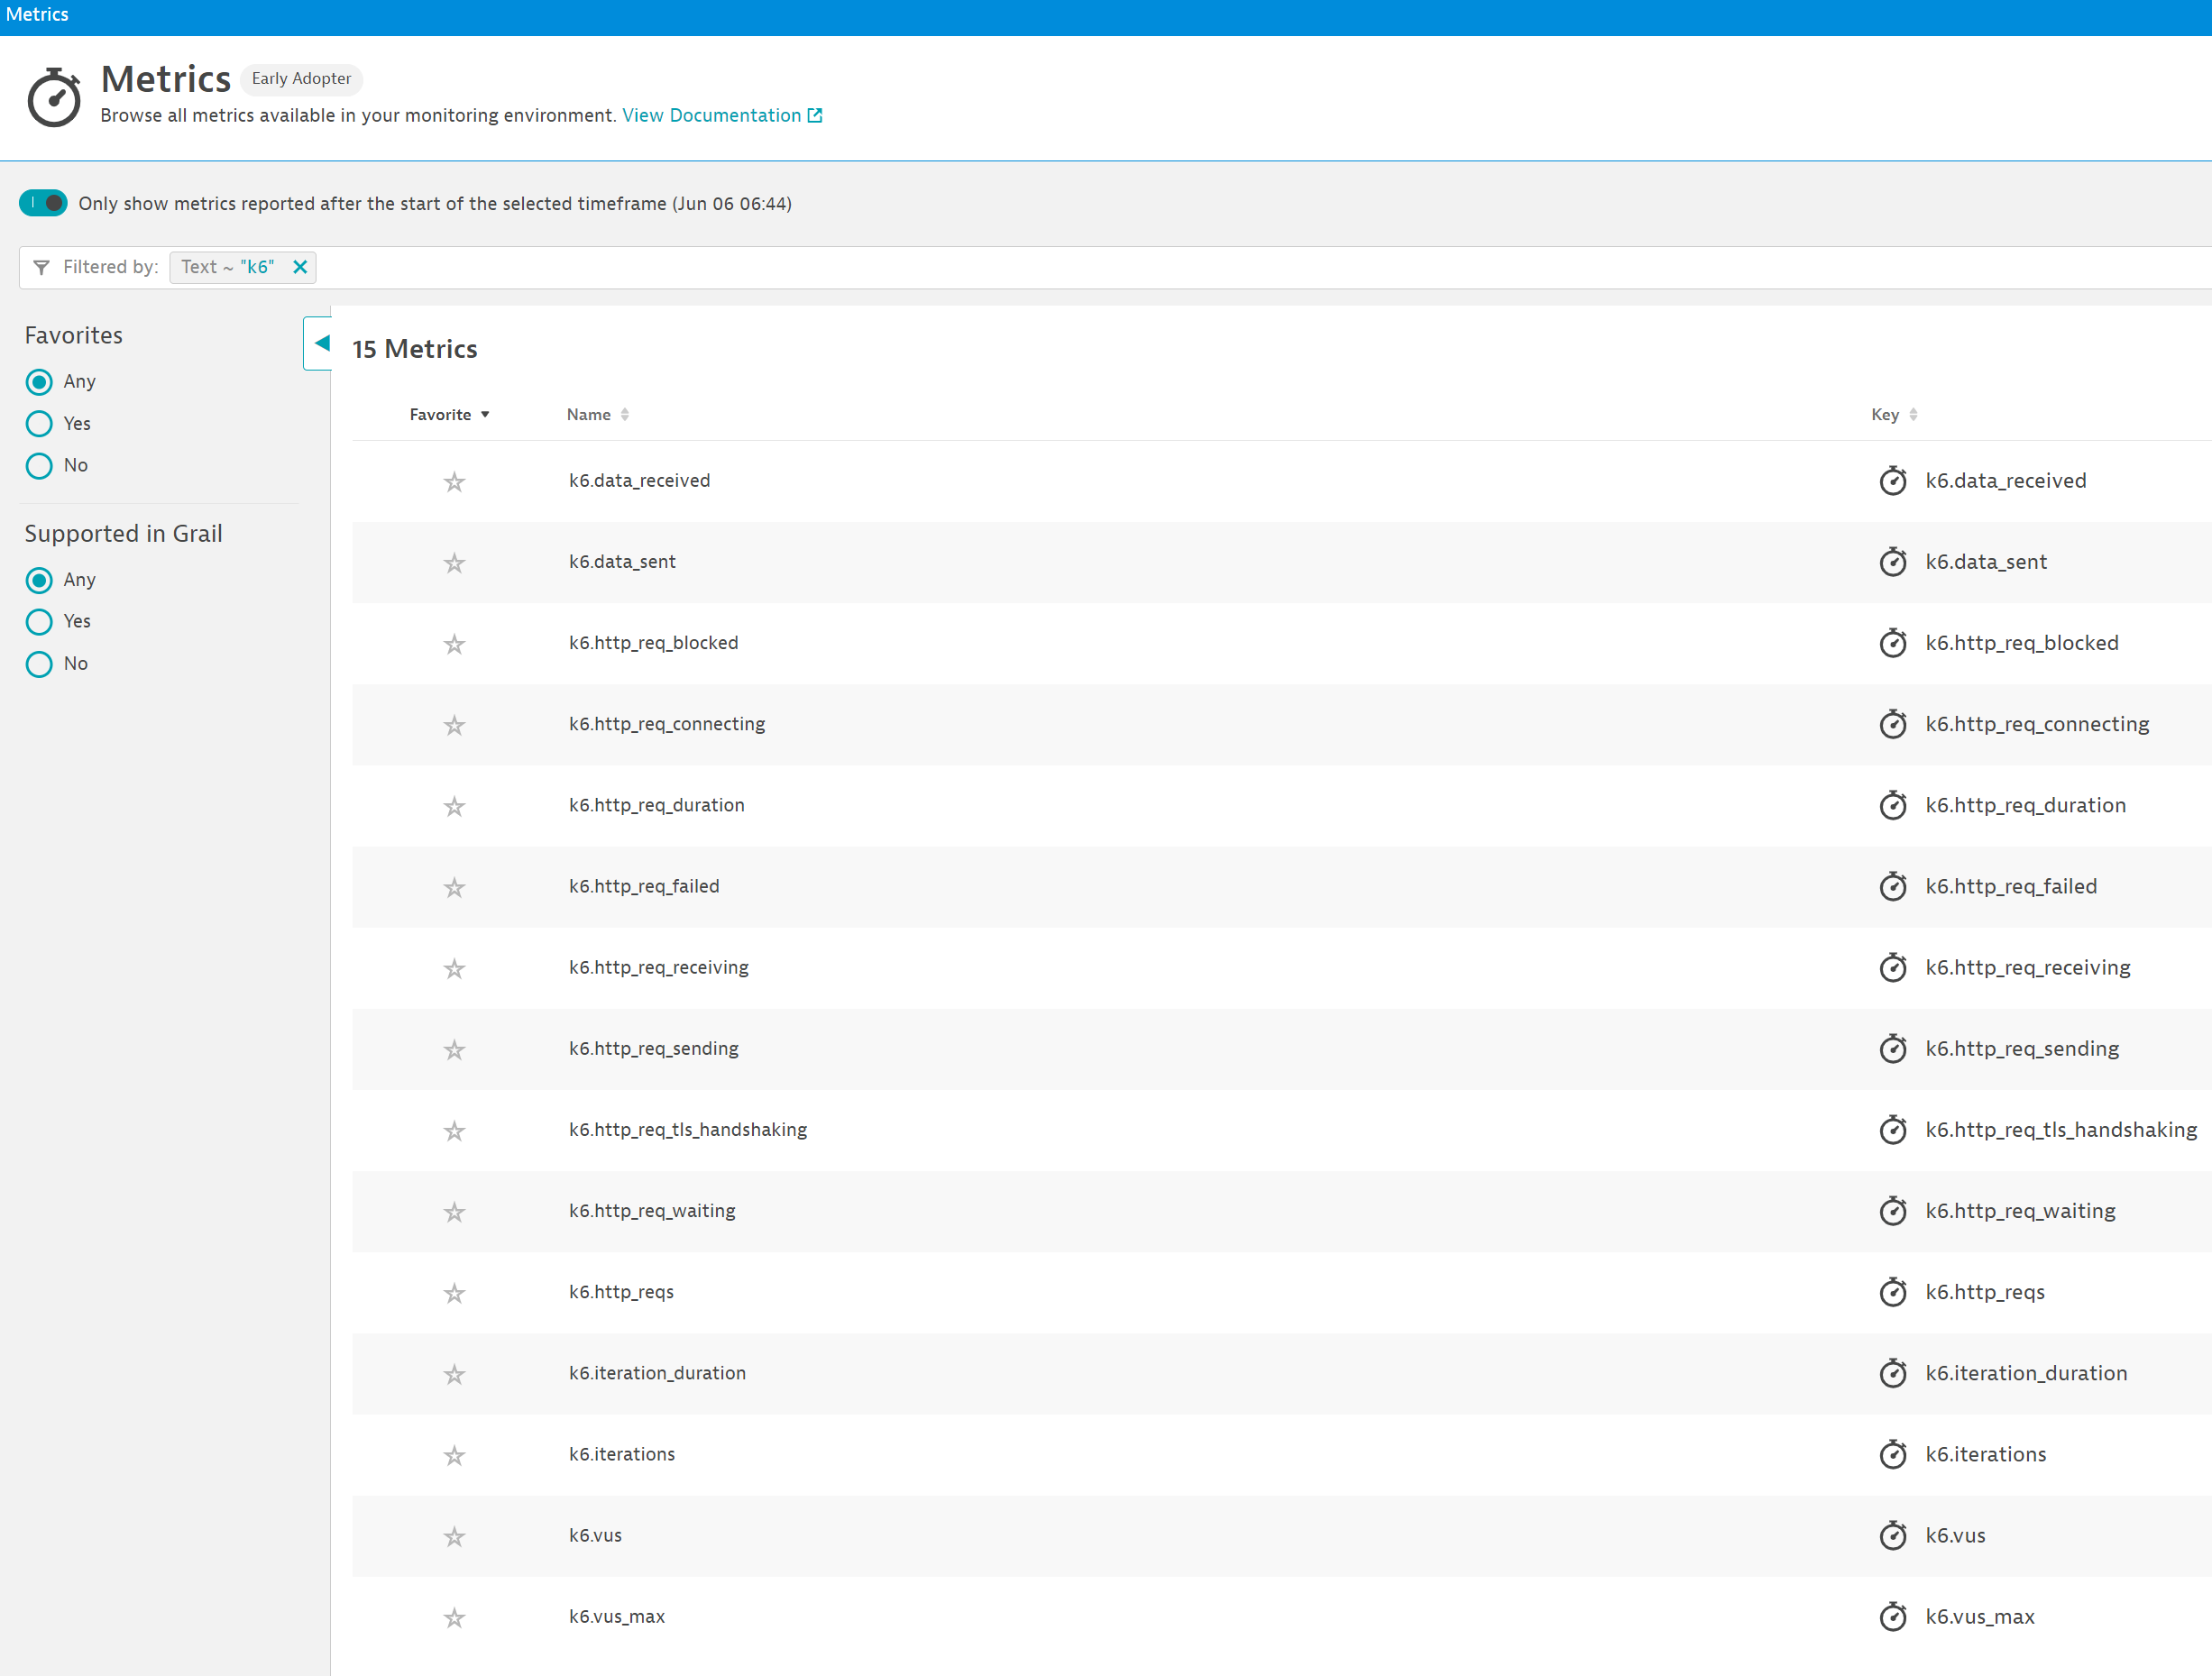 Metrics
Metrics Early Adopter
Browse all metrics available in your monitoring environment. View Documentation
Only show metrics reported after the start of the selected timeframe (Jun 06 06:44)
Filtered by: Text ~ "k6"
Favorites
Any
Yes
No
Supported in Grail
Any
Yes
No
15 Metrics
Favorite Name Key
k6.data_received k6.data_received
k6.data_sent k6.data_sent
k6.http_req_blocked k6.http_req_blocked
k6.http_req_connecting k6.http_req_connecting
k6.http_req_duration k6.http_req_duration
k6.http_req_failed k6.http_req_failed
k6.http_req_receiving k6.http_req_receiving
k6.http_req_sending k6.http_req_sending
k6.http_req_tls_handshaking k6.http_req_tls_handshaking
k6.http_req_waiting k6.http_req_waiting
k6.http_reqs k6.http_reqs
k6.iteration_duration k6.iteration_duration
k6.iterations k6.iterations
k6.vus k6.vus
k6.vus_max k6.vus_max